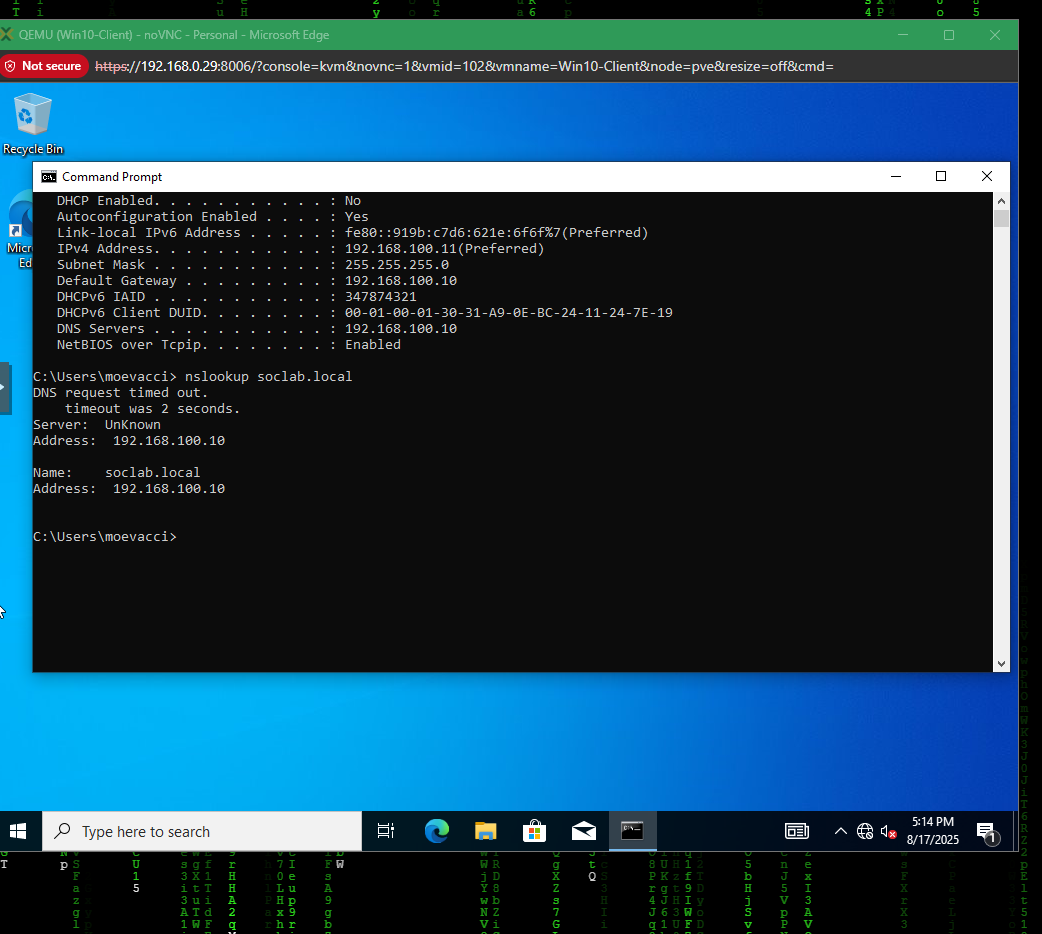 QEMU (Win10-Client) - noVNC - Personal - Microsoft Edge
Not secure https://192.168.0.29:8006/?console=kvm&novnc=1&vmid=102&vmname=Win10-Client&node=pve&resize=off&cmd=
Recycle Bin
Command Prompt
DHCP Enabled. . . . . . . . . . . : No
Autoconfiguration Enabled . . . . : Yes
Link-local IPv6 Address . . . . . : fe80::919b:c7d6:621e:6f6f%7(Preferred)
IPv4 Address. . . . . . . . . . . : 192.168.100.11(Preferred)
Subnet Mask . . . . . . . . . . . : 255.255.255.0
Default Gateway . . . . . . . . . : 192.168.100.10
DHCPv6 IAID . . . . . . . . . . . : 347874321
DHCPv6 Client DUID. . . . . . . . : 00-01-00-01-30-31-A9-0E-BC-24-11-24-7E-19
DNS Servers . . . . . . . . . . . : 192.168.100.10
NetBIOS over Tcpip. . . . . . . . : Enabled
C:\Users\moevacci> nslookup soclab.local
DNS request timed out.
timeout was 2 seconds.
Server:  UnKnown
Address:  192.168.100.10
Name:    soclab.local
Address:  192.168.100.10
C:\Users\moevacci>
Type here to search
5:14 PM
8/17/2025
1